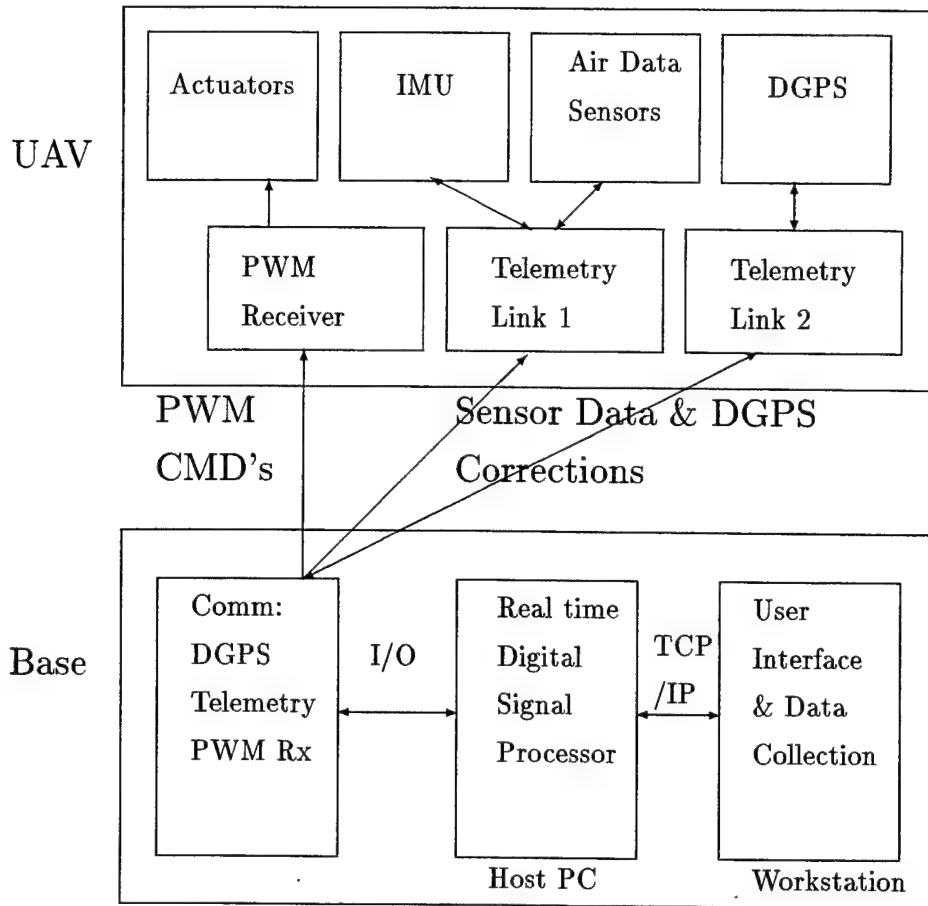 UAV
Actuators
IMU
Air Data
Sensors
DGPS
PWM
Receiver
Telemetry
Link 1
Telemetry
Link 2
PWM
CMD's
Sensor Data & DGPS
Corrections
Base
Comm:
DGPS
Telemetry
PWM Rx
I/O
Real time
Digital
Signal
Processor
TCP
/IP
User
Interface
& Data
Collection
Host PC
Workstation